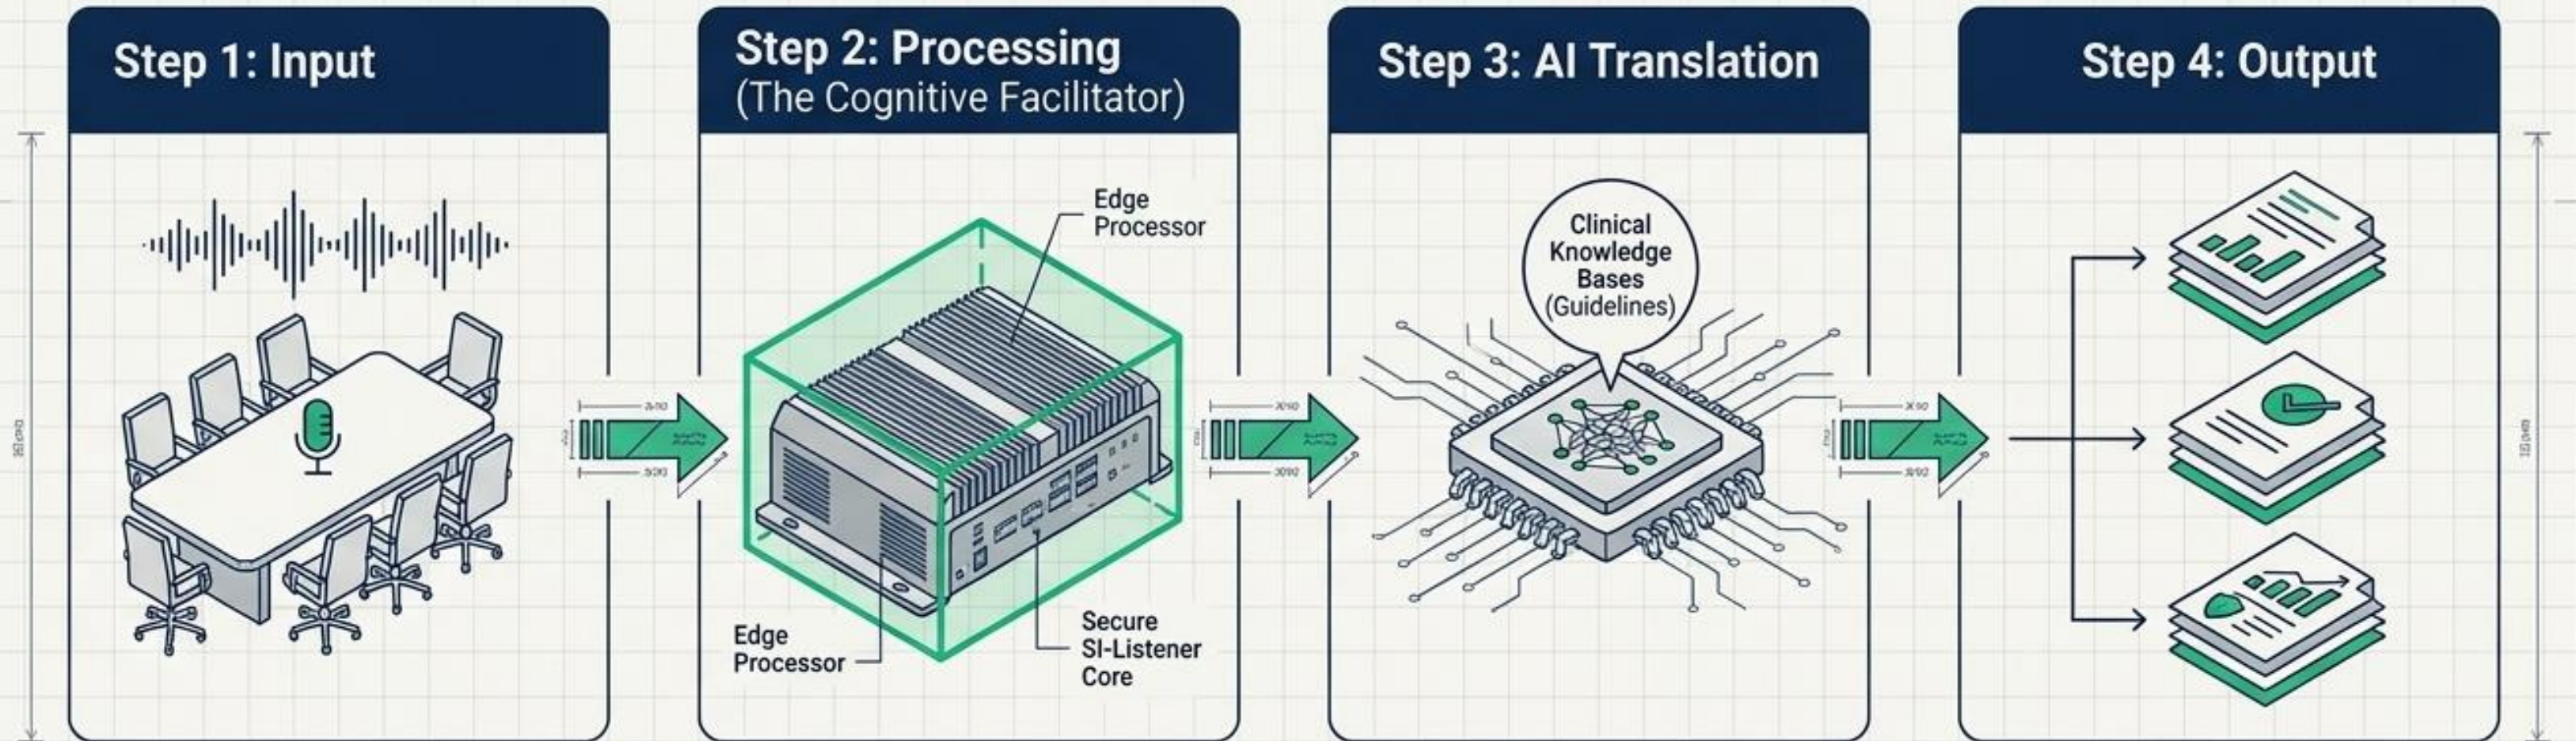 Step 1: Input
Step 2: Processing
(The Cognitive Facilitator)
Edge
Processor
Edge
Processor
Secure
SI-Listener
Core
Step 3: AI Translation
Clinical
Knowledge
Bases
(Guidelines)
Step 4: Output